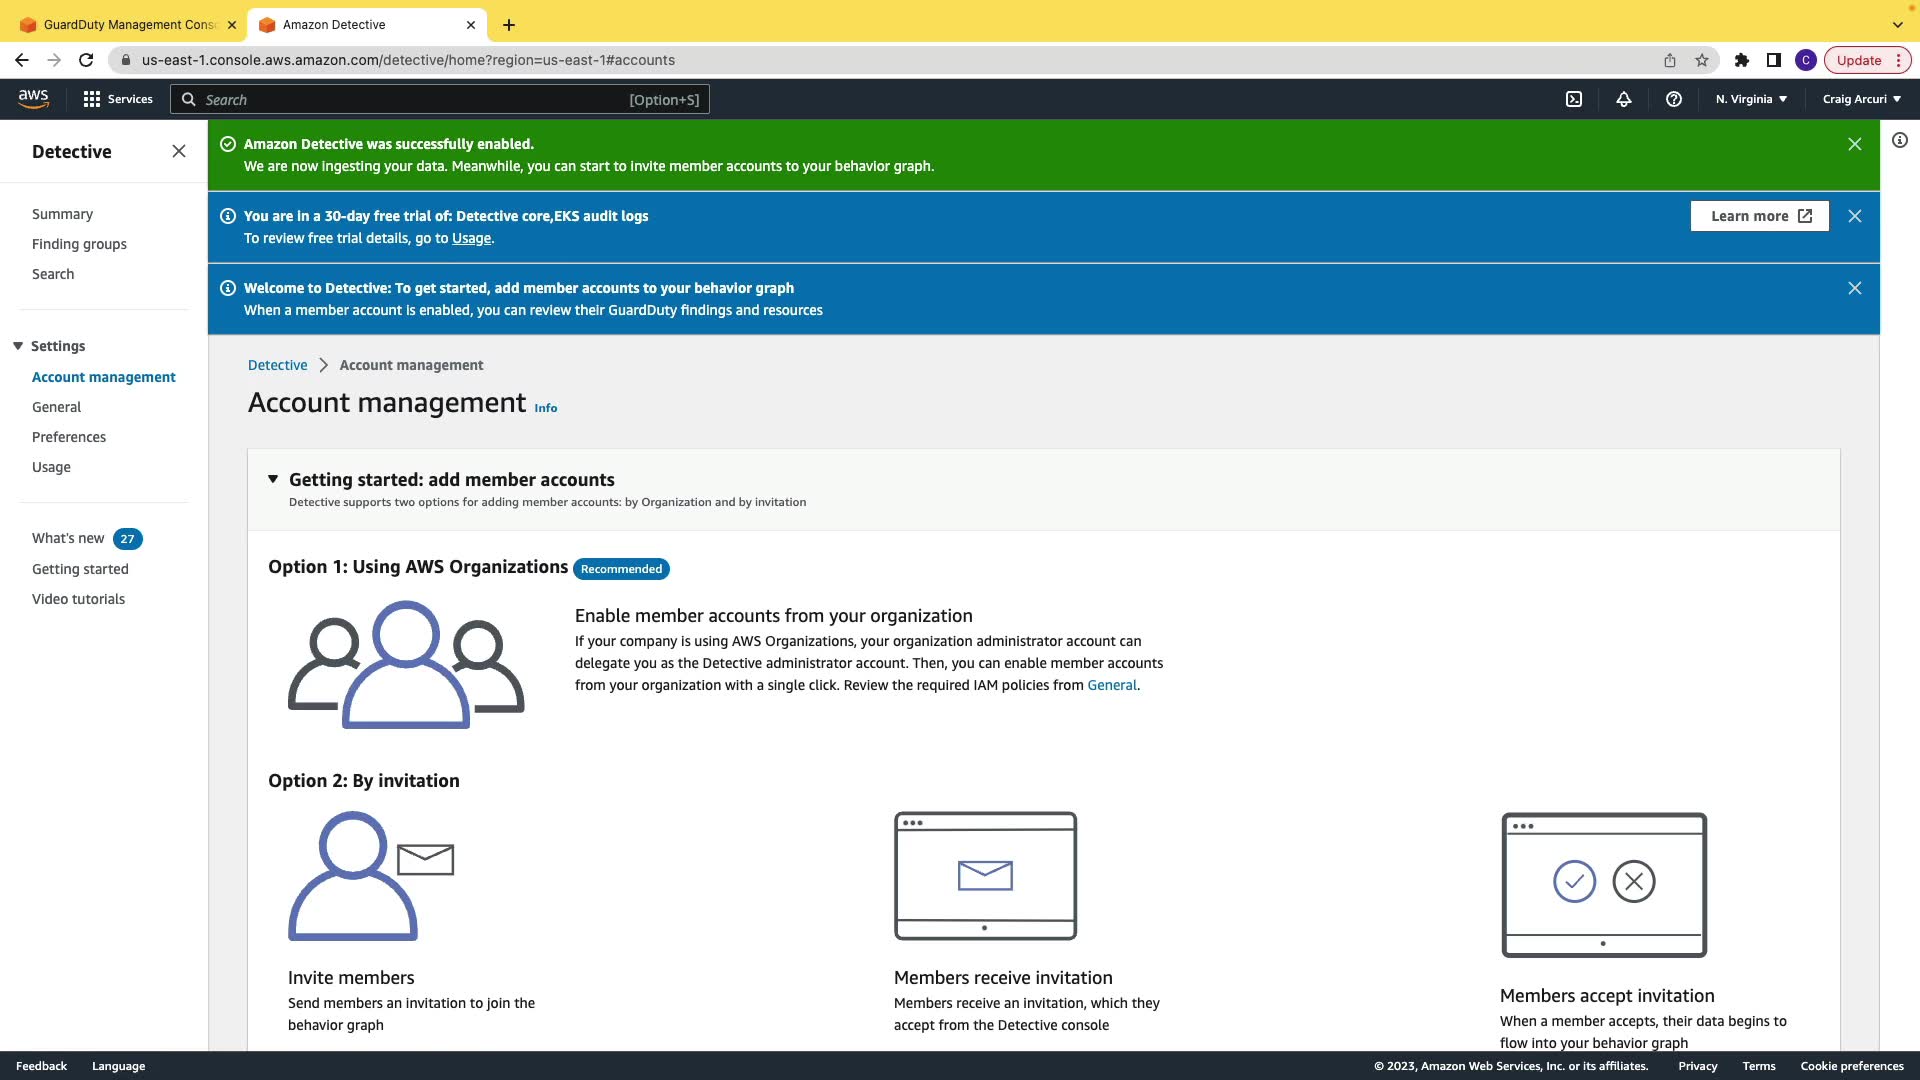 GuardDuty Management Cons
Amazon Detective
us-east-1.console.aws.amazon.com/detective/home?region=us-east-1#accounts
C
Update
aws
Services
Search
[Option+S]
N. Virginia
Craig Arcuri
Detective
Summary
Finding groups
Search
Settings
Account management
General
Preferences
Usage
What's new 27
Getting started
Video tutorials
Amazon Detective was successfully enabled.
We are now ingesting your data. Meanwhile, you can start to invite member accounts to your behavior graph.
You are in a 30-day free trial of: Detective core,EKS audit logs
To review free trial details, go to Usage.
Learn more
Welcome to Detective: To get started, add member accounts to your behavior graph
When a member account is enabled, you can review their GuardDuty findings and resources
Detective
Account management
Account management Info
Getting started: add member accounts
Detective supports two options for adding member accounts: by Organization and by invitation
Option 1: Using AWS Organizations Recommended
Enable member accounts from your organization
If your company is using AWS Organizations, your organization administrator account can
delegate you as the Detective administrator account. Then, you can enable member accounts
from your organization with a single click. Review the required IAM policies from General.
Option 2: By invitation
Invite members
Send members an invitation to join the
behavior graph
Members receive invitation
Members receive an invitation, which they
accept from the Detective console
Members accept invitation
When a member accepts, their data begins to
flow into your behavior graph
Feedback
Language
© 2023, Amazon Web Services, Inc. or its affiliates.
Privacy
Terms
Cookie preferences